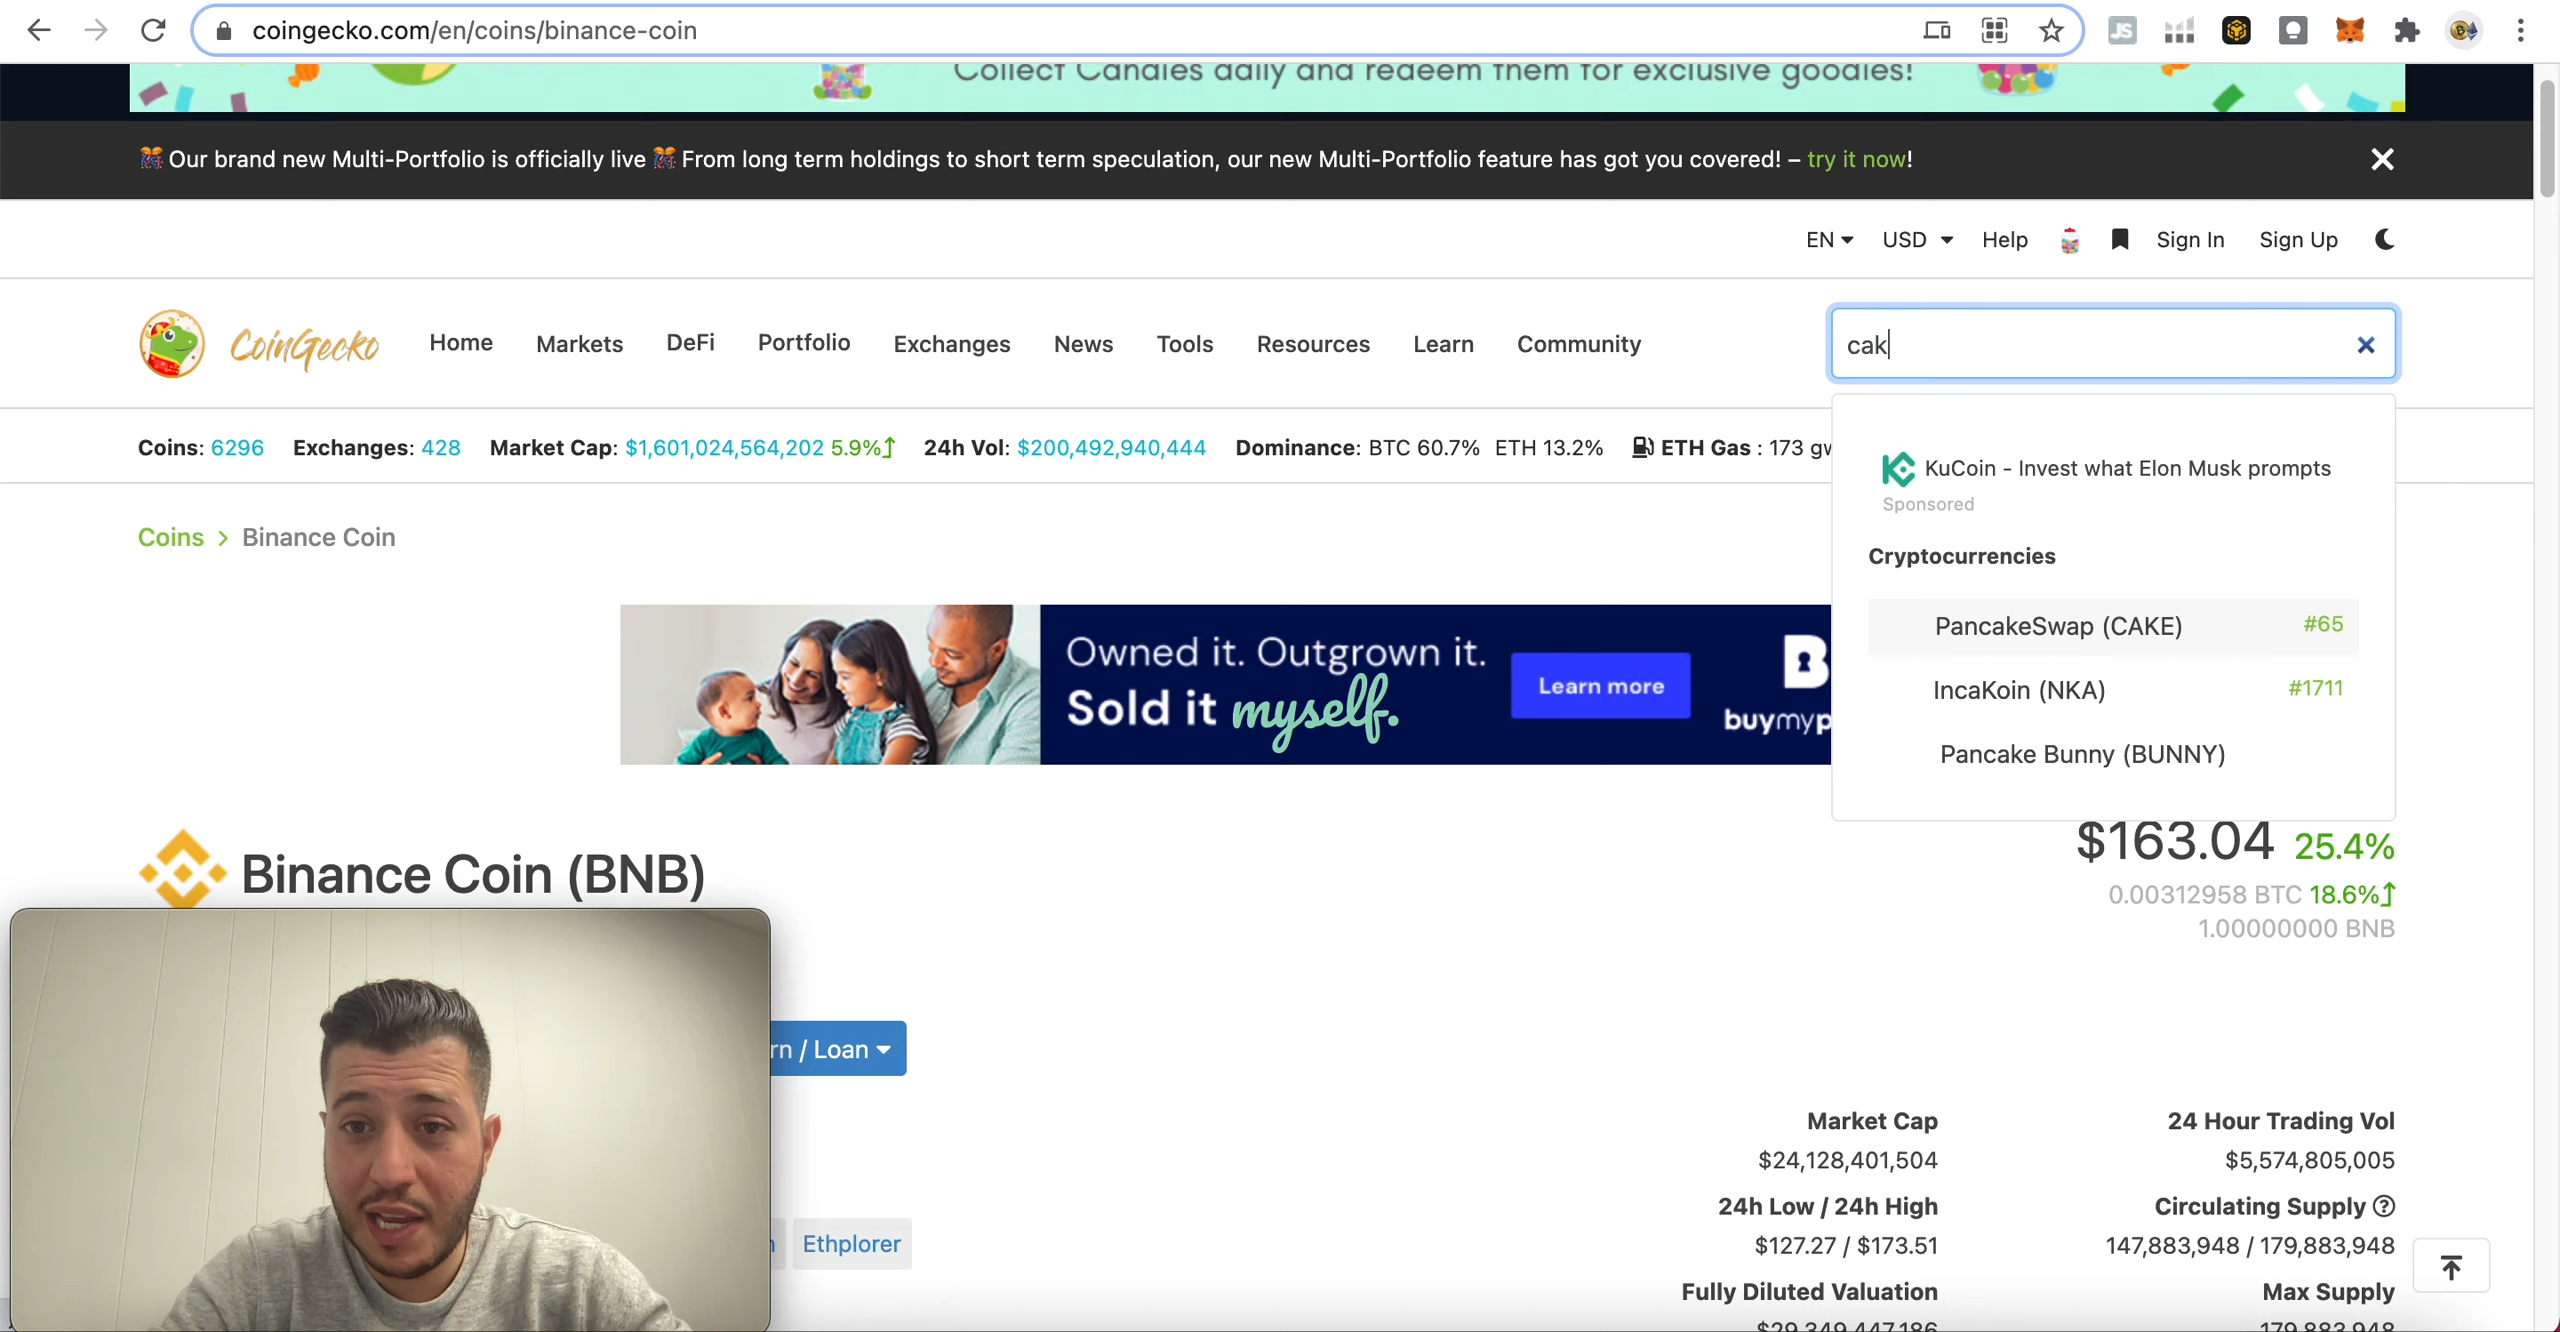 coingecko.com/en/coins/binance-coin
JS
Collect Candies daily and redeem them for exclusive goodies!
Our brand new Multi-Portfolio is officially live From long term holdings to short term speculation, our new Multi-Portfolio feature has got you covered! – try it now!
EN USD Help Sign In Sign Up
CoinGecko Home Markets DeFi Portfolio Exchanges News Tools Resources Learn Community cak
Coins: 6296 Exchanges: 428 Market Cap: $1,601,024,564,202 5.9% 24h Vol: $200,492,940,444 Dominance: BTC 60.7% ETH 13.2% ETH Gas : 173 gw
KuCoin - Invest what Elon Musk prompts
Sponsored
Coins > Binance Coin
Cryptocurrencies
PancakeSwap (CAKE) #65
IncaKoin (NKA) #1711
Pancake Bunny (BUNNY)
Owned it. Outgrown it.
Sold it myself.
Learn more
buymyp
Binance Coin (BNB)
$163.04 25.4%
0.00312958 BTC 18.6%
1.00000000 BNB
rn / Loan
Ethplorer
Market Cap
$24,128,401,504
24 Hour Trading Vol
$5,574,805,005
24h Low / 24h High
$127.27 / $173.51
Circulating Supply
147,883,948 / 179,883,948
Fully Diluted Valuation
$29,349,447,186
Max Supply
179,883,948